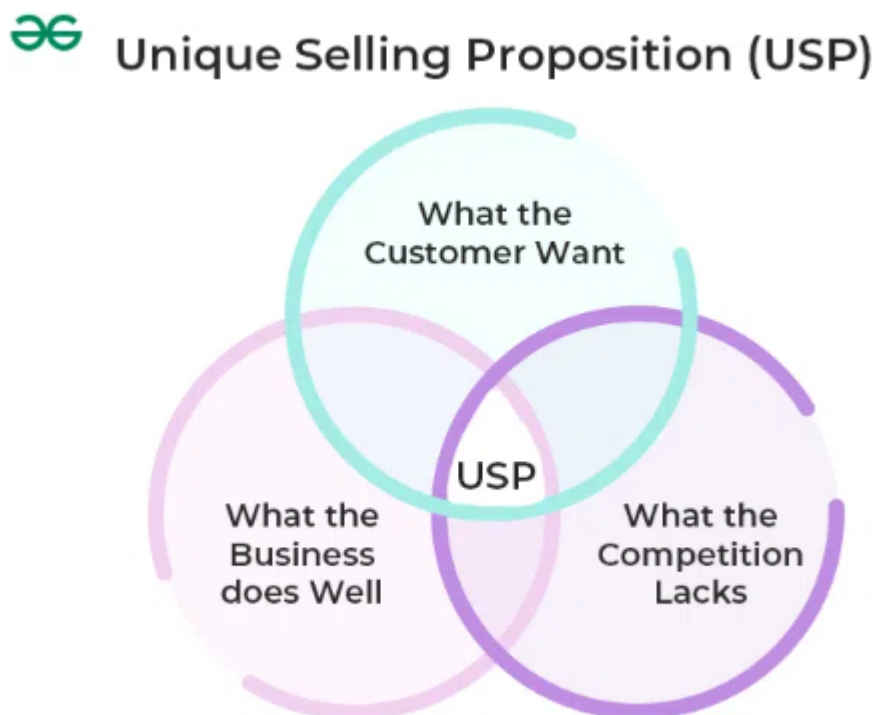 Unique Selling Proposition (USP)
What the
Customer Want
USP
What the
Business
does Well
What the
Competition
Lacks